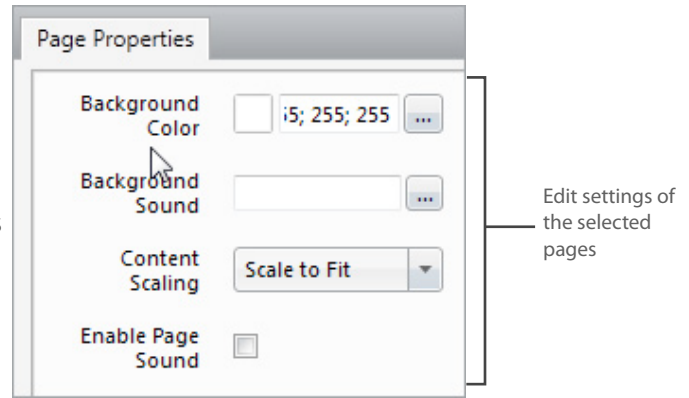 Page Properties
Background
Color
;5; 255; 255
...
Background
Sound
...
Content
Scaling
Scale to Fit
Enable Page
Sound
Edit settings of
the selected
pages